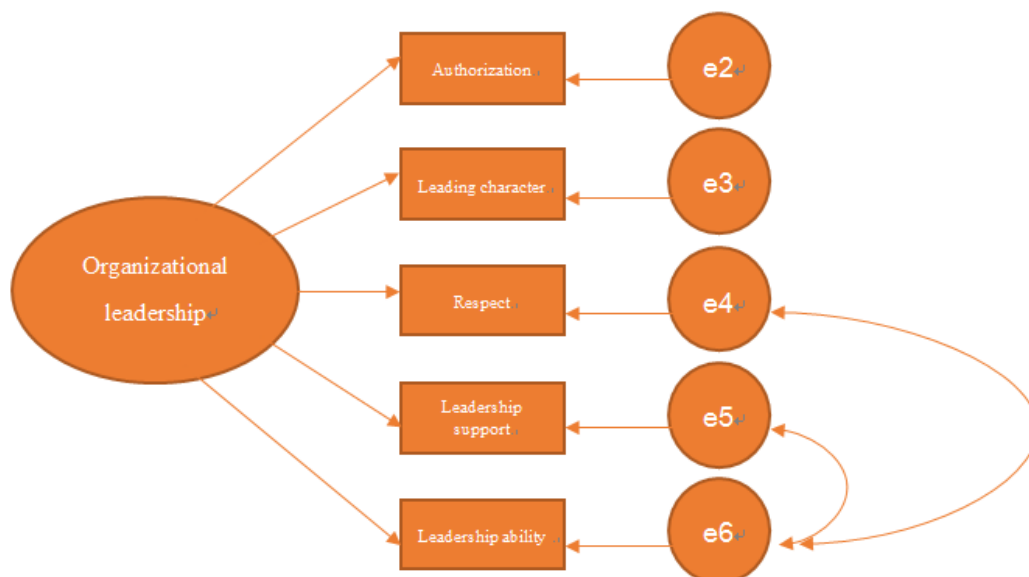 Authorization
e2
Leading character
e3
Organizational
leadership
Respect
e4
Leadership
support
e5
Leadership ability
e6